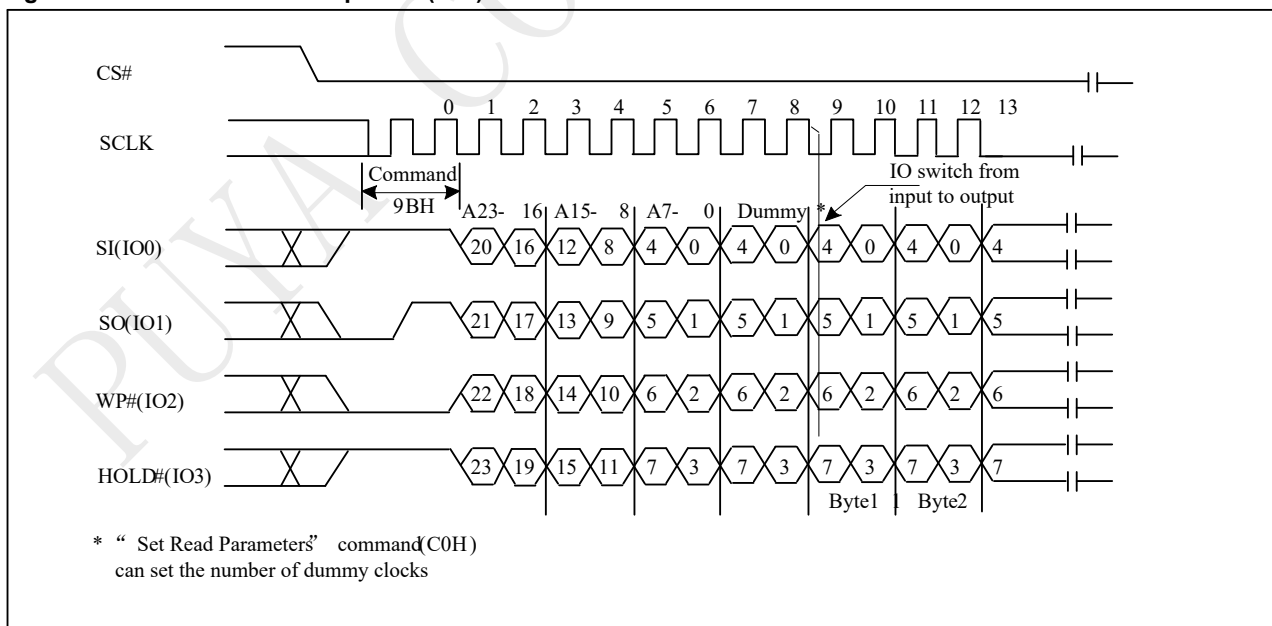 CS#
0 1 2 3 4 5 6 7 8 9 10 11 12 13
SCLK
Command
9BH
IO switch from
input to output
A23- 16 A15- 8 A7- 0 Dummy *
SI(IO0) 20 16 12 8 4 0 4 0 4 0 4 0 4
SO(IO1) 21 17 13 9 5 1 5 1 5 1 5 1 5
WP#(IO2) 22 18 14 10 6 2 6 2 6 2 6 2 6
HOLD#(IO3) 23 19 15 11 7 3 7 3 7 3 7 3 7
Byte1 1 Byte2
* “ Set Read Parameters” command(C0H)
can set the number of dummy clocks
PUYA